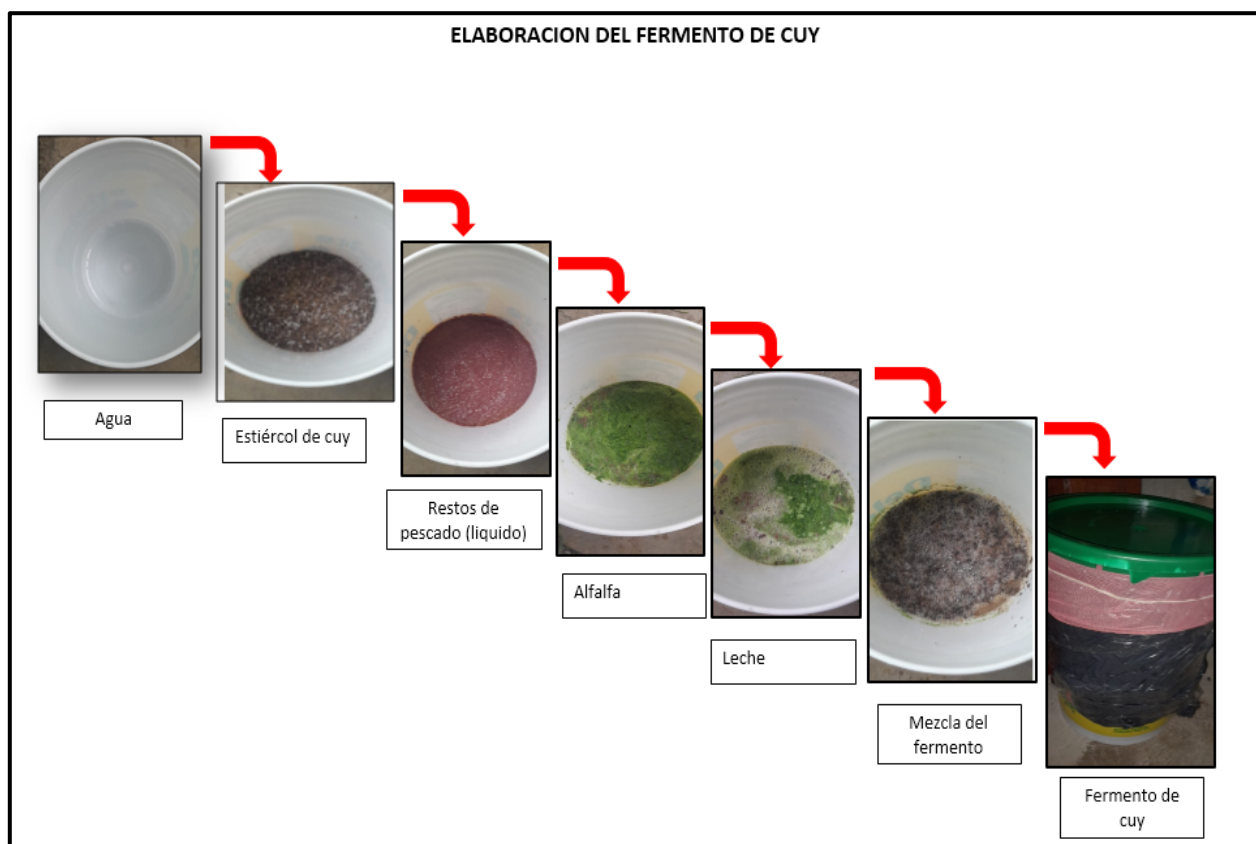 ELABORACION DEL FERMENTO DE CUY
Agua
Estiércol de cuy
Restos de
pescado (liquido)
Alfalfa
Leche
Mezcla del
fermento
Fermento de
cuy